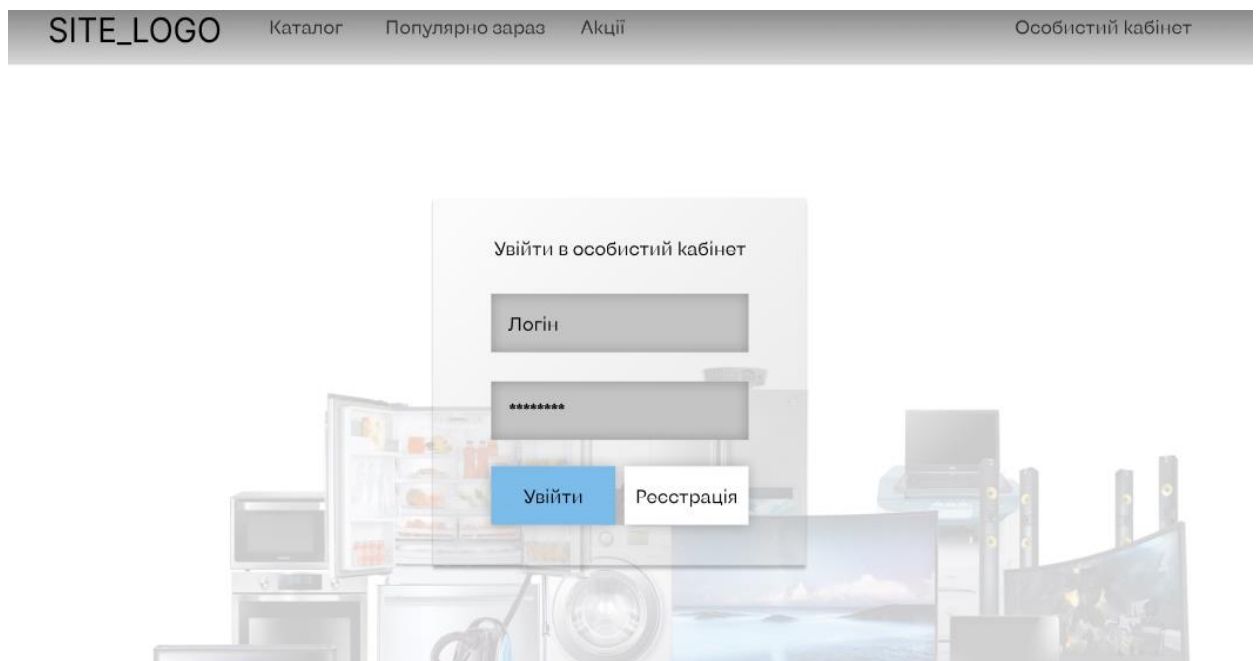 SITE_LOGO Каталог Популярно зараз Акції Особистий кабінет
Увійти в особистий кабінет
Логін
********
Увійти Реєстрація